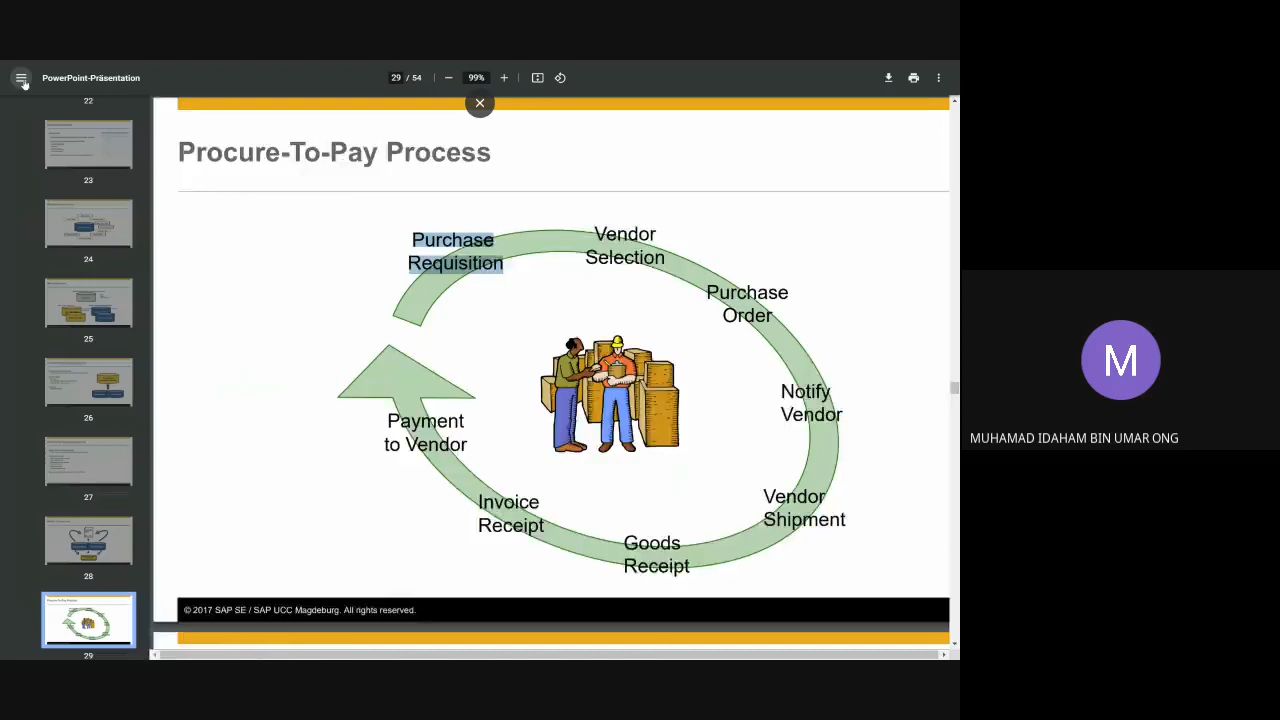 PowerPoint-Präsentation
29 / 54
99%
22
23
24
25
26
27
28
29
Procure-To-Pay Process
Purchase
Requisition
Vendor
Selection
Purchase
Order
Notify
Vendor
Vendor
Shipment
Goods
Receipt
Invoice
Receipt
Payment
to Vendor
© 2017 SAP SE / SAP UCC Magdeburg. All rights reserved.
M
MUHAMAD IDAHAM BIN UMAR ONG